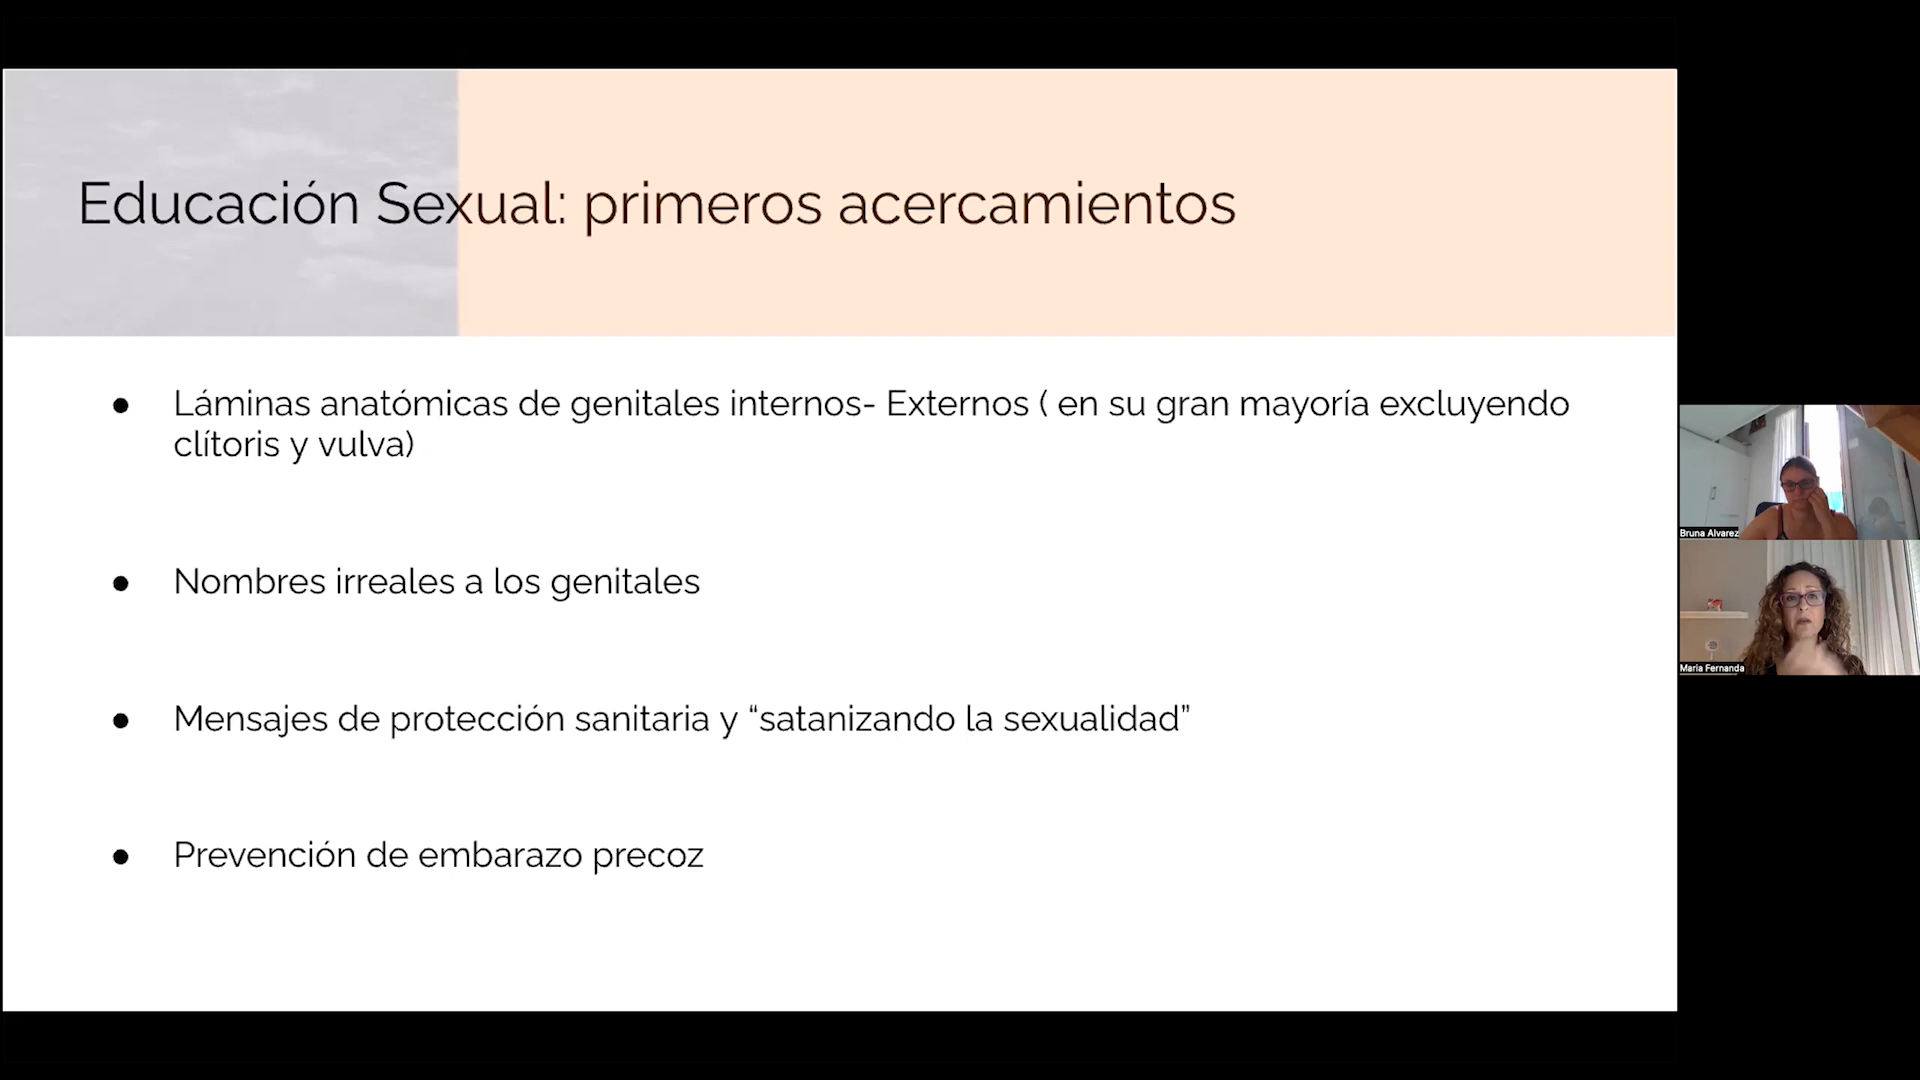 Educación Sexual: primeros acercamientos
● Láminas anatómicas de genitales internos- Externos ( en su gran mayoría excluyendo
clítoris y vulva)
● Nombres irreales a los genitales
● Mensajes de protección sanitaria y “satanizando la sexualidad”
● Prevención de embarazo precoz
Bruna Alvarez
Maria Fernanda